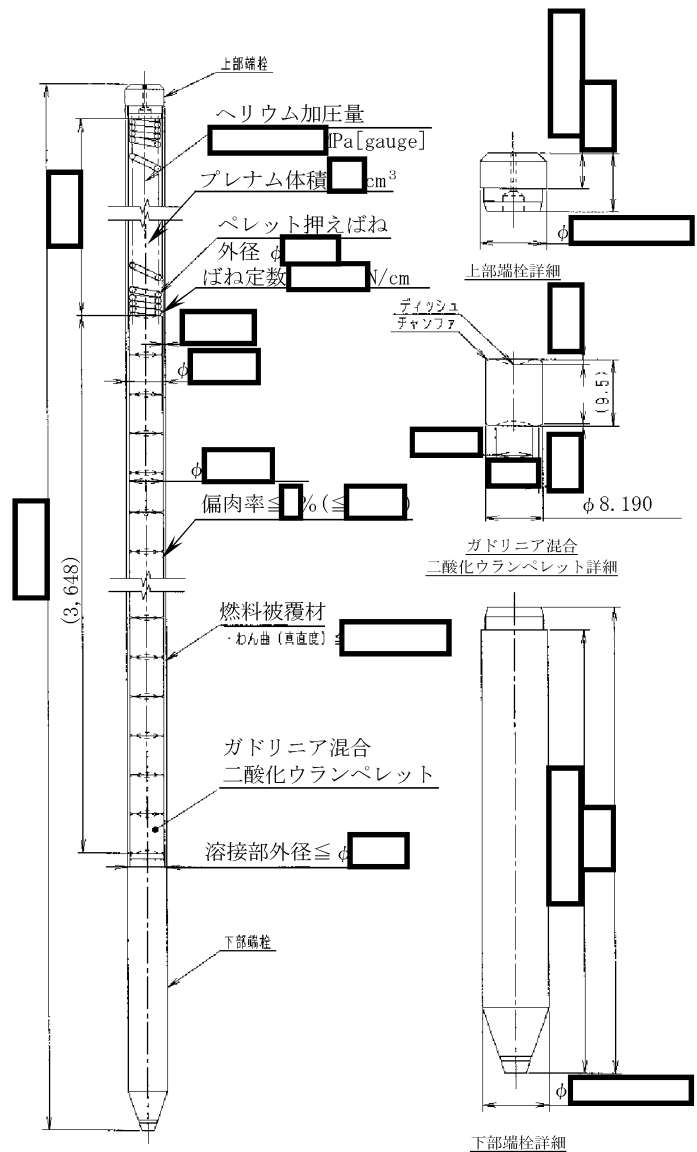 上部端栓
ヘリウム加圧量
MPa[gauge]
プレナム体積 cm³
ペレット押えばね
外径 φ
ばね定数 N/cm
φ
φ
偏肉率≦ %(≦ )
(3,648)
燃料被覆材
・わん曲(真直度)≦
ガドリニア混合
二酸化ウランペレット
溶接部外径≦φ
下部端栓
φ
上部端栓詳細
ディッシュ
チャンファ
(9.5)
φ8.190
ガドリニア混合
二酸化ウランペレット詳細
φ
下部端栓詳細